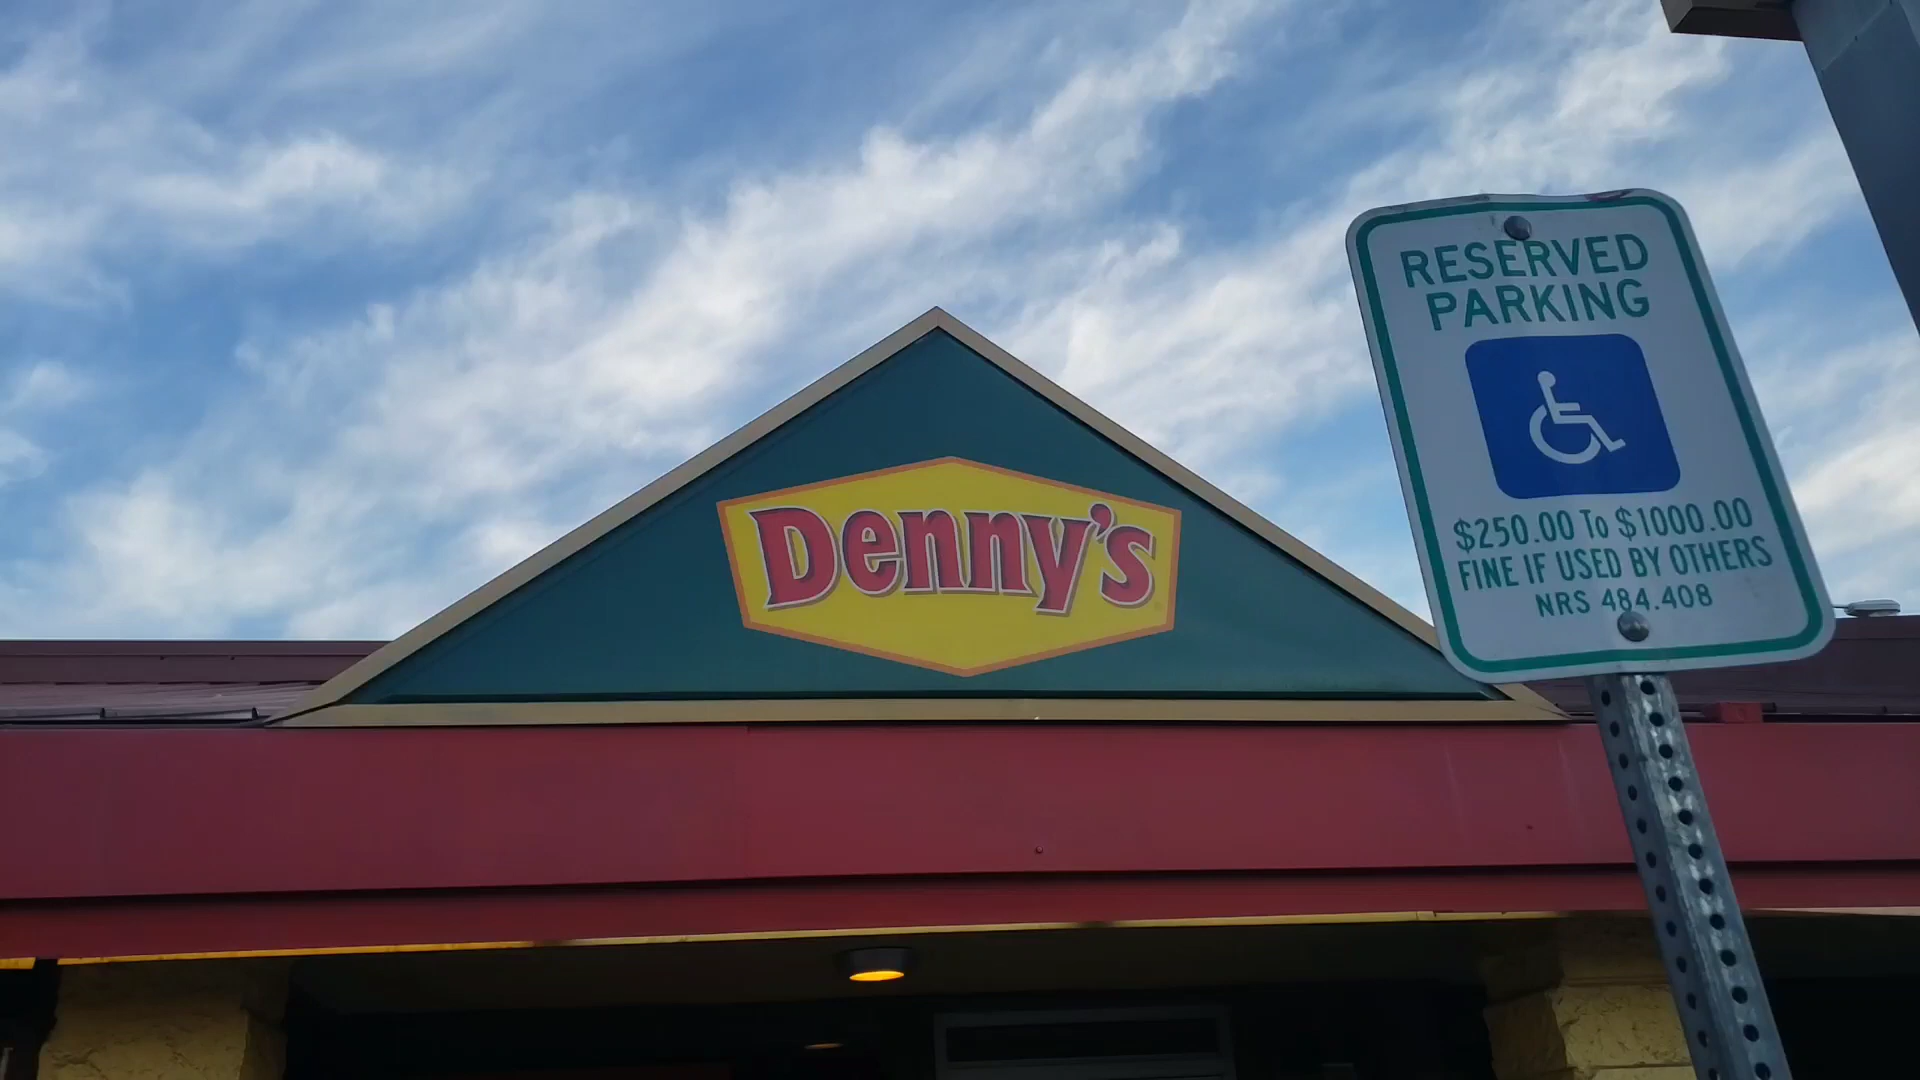 Denny's
RESERVED
PARKING
$250.00 To $1000.00
FINE IF USED BY OTHERS
NRS 484.408